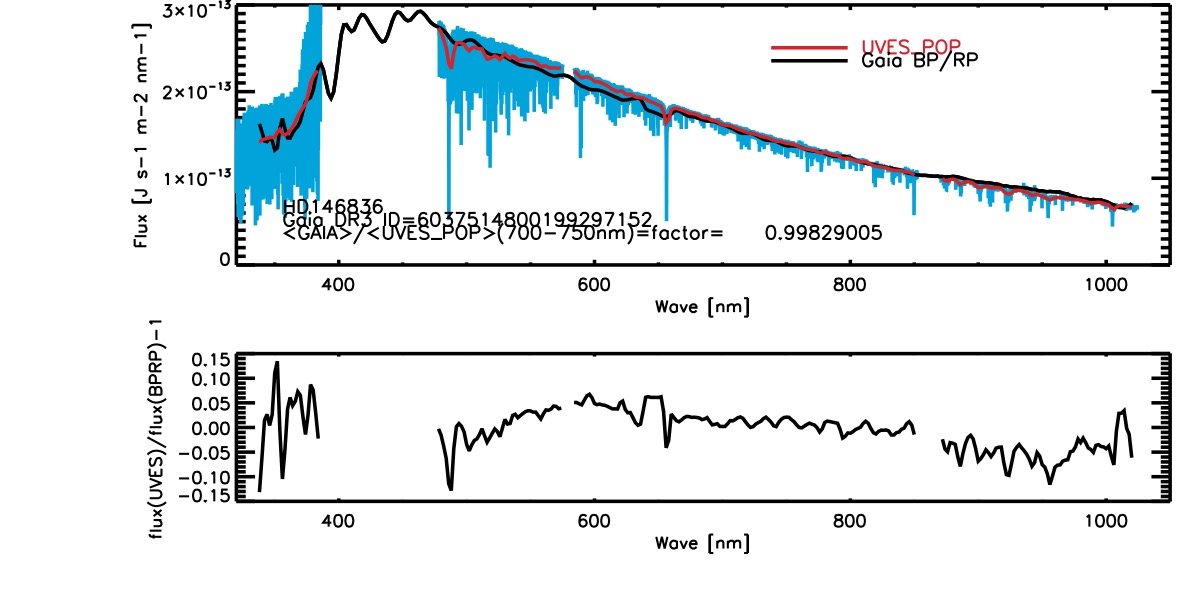 3×10⁻¹³
2×10⁻¹³
1×10⁻¹³
0
Flux [J s−1 m−2 nm−1]
UVES_POP
Gaia BP/RP
HD146836
Gaia DR3 ID=6037514800199297152
<GAIA>/<UVES_POP>(700−750nm)=factor= 0.99829005
400 600 800 1000
Wave [nm]
0.15
0.10
0.05
0.00
−0.05
−0.10
−0.15
flux(UVES)/flux(BPRP)−1
400 600 800 1000
Wave [nm]